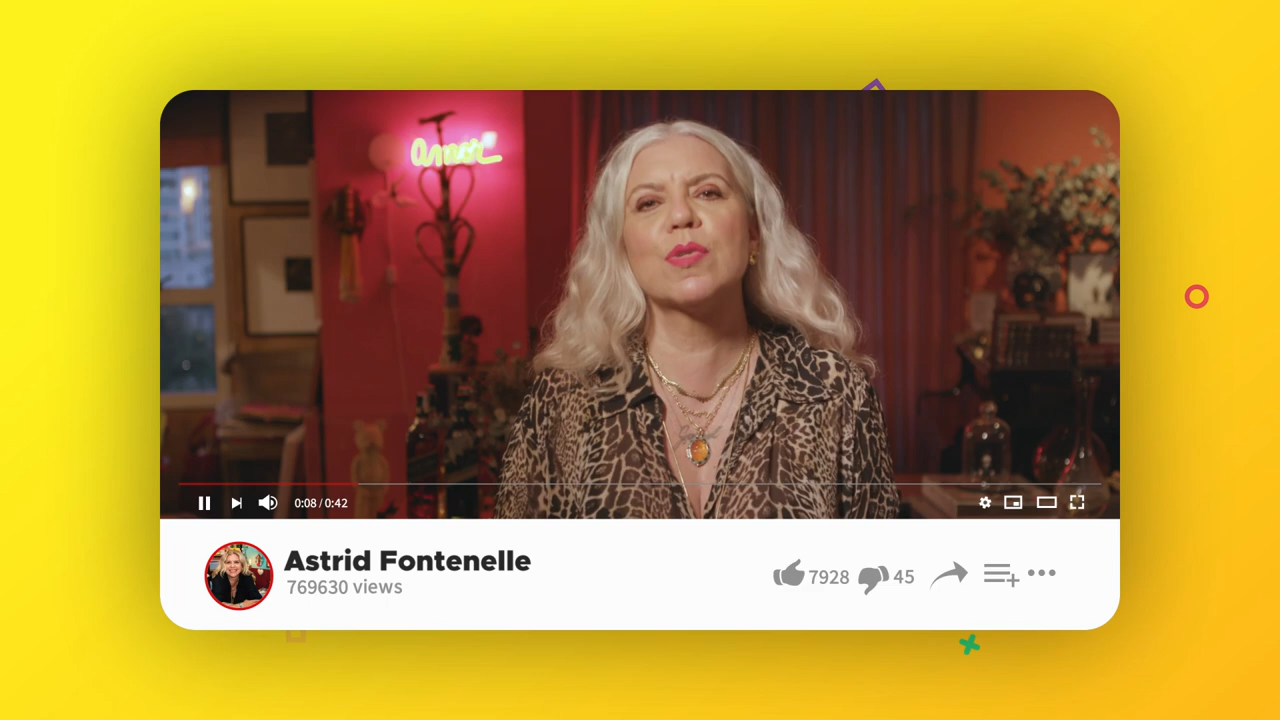 amor
0:08 / 0:42
Astrid Fontenelle
769630 views
7928
45